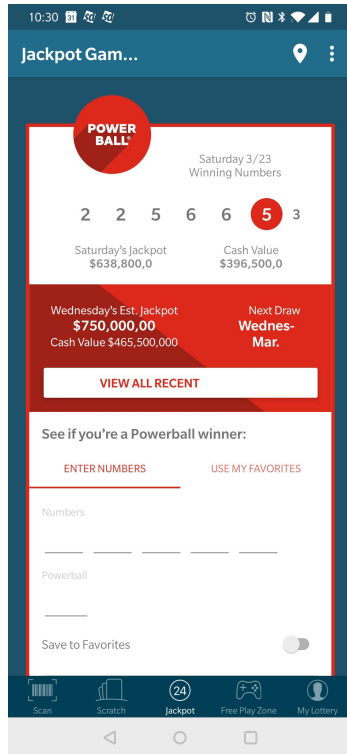 10:30 31
Jackpot Gam...
POWER
BALL®
Saturday 3/23
Winning Numbers
2 2 5 6 6 5 3
Saturday's Jackpot
$638,800,0
Cash Value
$396,500,0
Wednesday's Est. Jackpot
$750,000,00
Cash Value $465,500,000
Next Draw
Wednes-
Mar.
VIEW ALL RECENT
See if you're a Powerball winner:
ENTER NUMBERS USE MY FAVORITES
Numbers
Powerball
Save to Favorites
24
Scan Scratch Jackpot Free Play Zone My Lottery